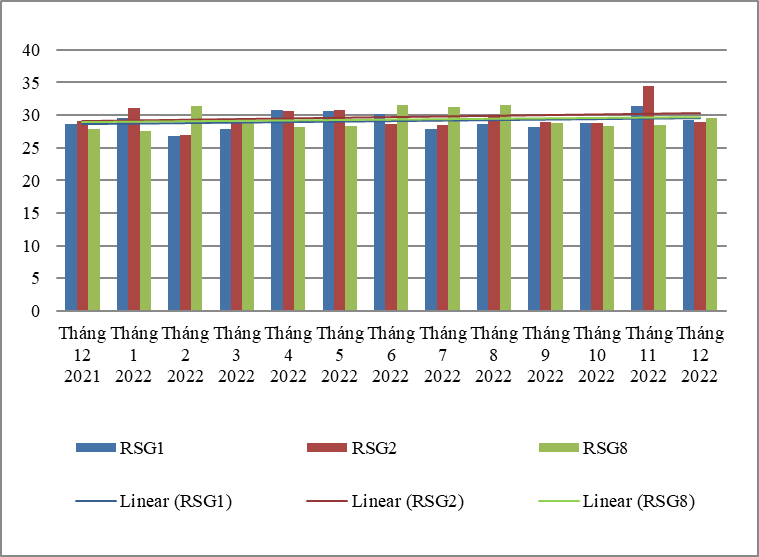 40
35
30
25
20
15
10
5
0
Tháng Tháng Tháng Tháng Tháng Tháng Tháng Tháng Tháng Tháng Tháng Tháng Tháng
12 1 2 3 4 5 6 7 8 9 10 11 12
2021 2022 2022 2022 2022 2022 2022 2022 2022 2022 2022 2022 2022
RSG1 RSG2 RSG8
Linear (RSG1) Linear (RSG2) Linear (RSG8)